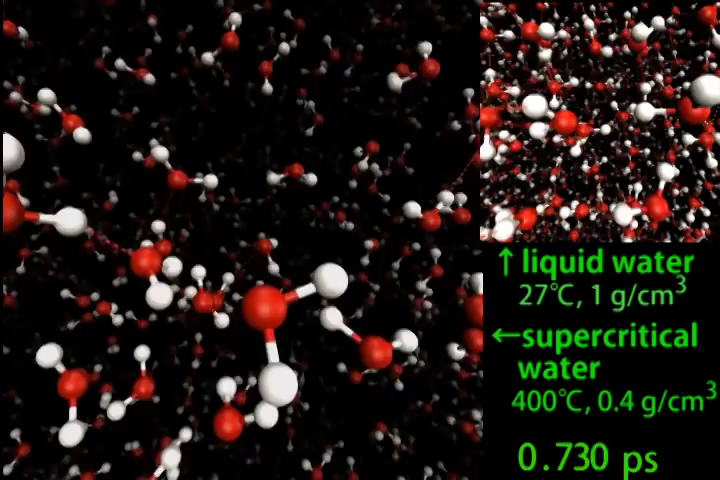 ↑ liquid water
27℃, 1 g/cm³
←supercritical
water
400℃, 0.4 g/cm³
0.730 ps